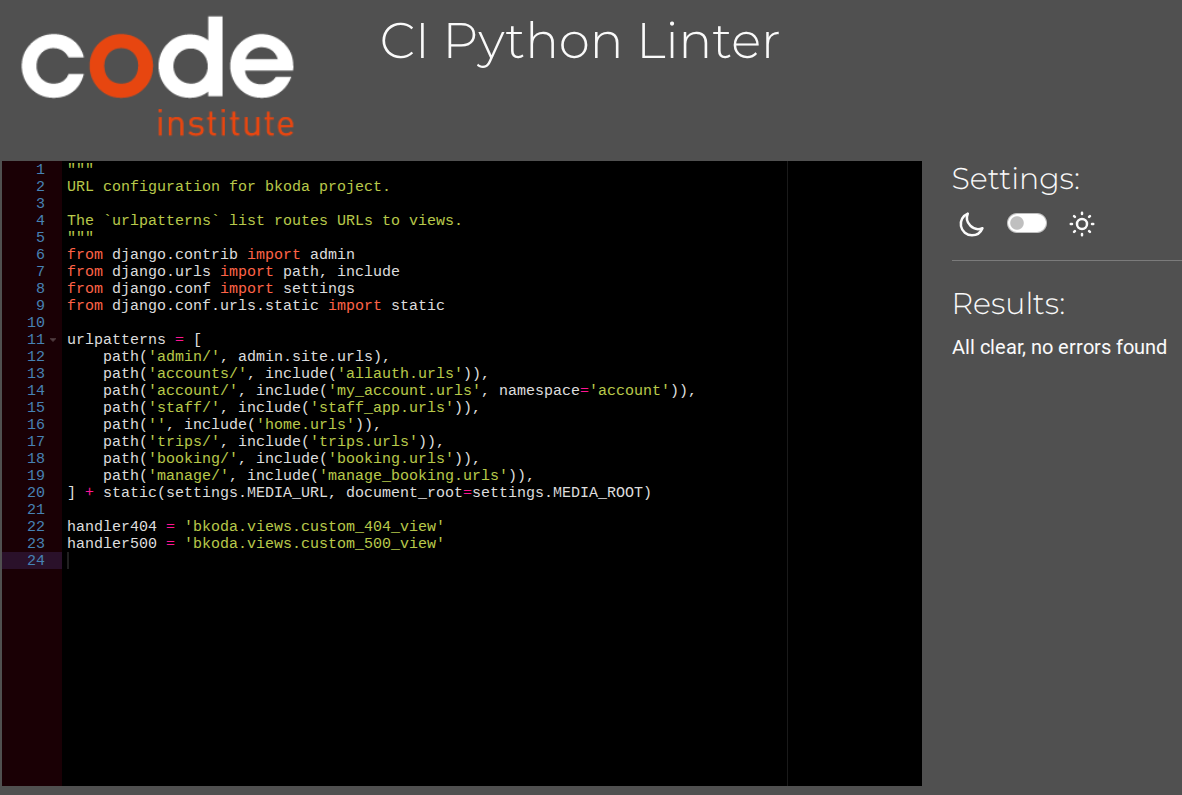 code
institute
CI Python Linter
1 """
2 URL configuration for bkoda project.
3
4 The `urlpatterns` list routes URLs to views.
5 """
6 from django.contrib import admin
7 from django.urls import path, include
8 from django.conf import settings
9 from django.conf.urls.static import static
10
11 urlpatterns = [
12     path('admin/', admin.site.urls),
13     path('accounts/', include('allauth.urls')),
14     path('account/', include('my_account.urls', namespace='account')),
15     path('staff/', include('staff_app.urls')),
16     path('', include('home.urls')),
17     path('trips/', include('trips.urls')),
18     path('booking/', include('booking.urls')),
19     path('manage/', include('manage_booking.urls')),
20 ] + static(settings.MEDIA_URL, document_root=settings.MEDIA_ROOT)
21
22 handler404 = 'bkoda.views.custom_404_view'
23 handler500 = 'bkoda.views.custom_500_view'
24
Settings:
Results:
All clear, no errors found